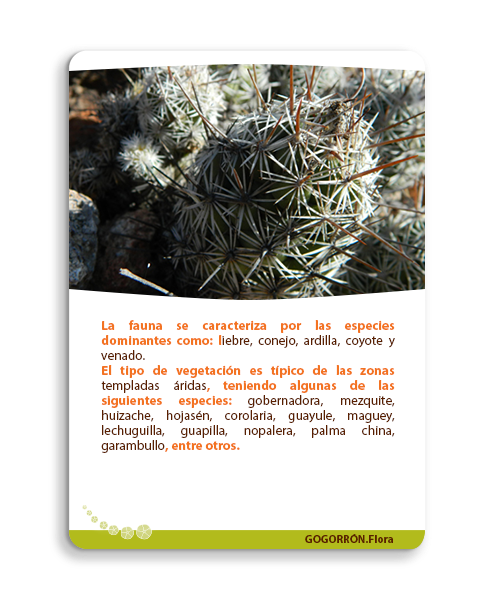 La fauna se caracteriza por las especies
dominantes como: liebre, conejo, ardilla, coyote y
venado.
El tipo de vegetación es típico de las zonas
templadas áridas, teniendo algunas de las
siguientes especies: gobernadora, mezquite,
huizache, hojasén, corolaria, guayule, maguey,
lechuguilla, guapilla, nopalera, palma china,
garambullo, entre otros.
GOGORRÓN.Flora